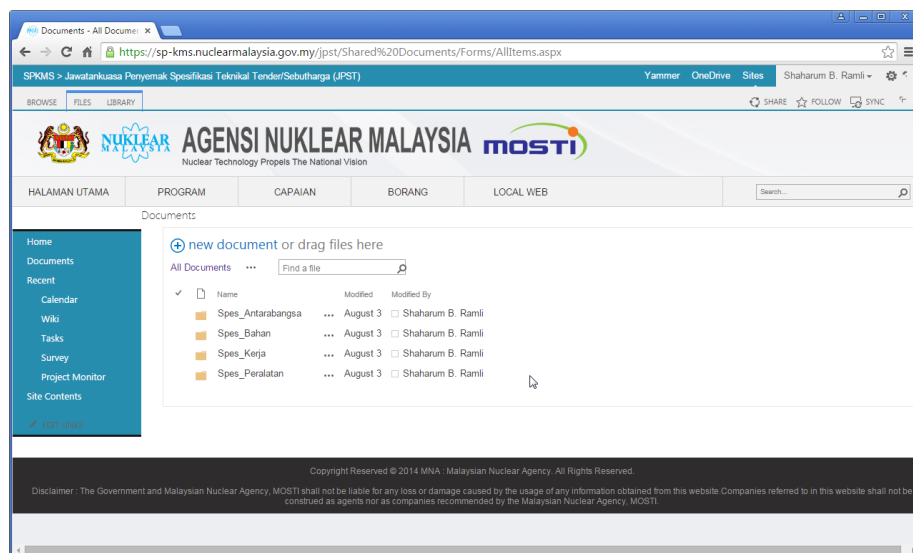 Documents - All Documer
https://sp-kms.nuclearmalaysia.gov.my/jpst/Shared%20Documents/Forms/AllItems.aspx
SPKMS > Jawatankuasa Penyemak Spesifikasi Teknikal Tender/Sebutharga (JPST) Yammer OneDrive Sites Shaharum B. Ramli
BROWSE FILES LIBRARY SHARE FOLLOW SYNC
NUKLEAR MALAYSIA AGENSI NUKLEAR MALAYSIA mosti
Nuclear Technology Propels The National Vision
HALAMAN UTAMA PROGRAM CAPAIAN BORANG LOCAL WEB Search...
Documents
Home
Documents
Recent
Calendar
Wiki
Tasks
Survey
Project Monitor
Site Contents
EDIT LINKS
new document or drag files here
All Documents ... Find a file
Name Modified Modified By
Spes_Antarabangsa ... August 3 Shaharum B. Ramli
Spes_Bahan ... August 3 Shaharum B. Ramli
Spes_Kerja ... August 3 Shaharum B. Ramli
Spes_Peralatan ... August 3 Shaharum B. Ramli
Copyright Reserved © 2014 MNA : Malaysian Nuclear Agency. All Rights Reserved.
Disclaimer : The Government and Malaysian Nuclear Agency, MOSTI shall not be liable for any loss or damage caused by the usage of any information obtained from this website.Companies referred to in this website shall not be
construed as agents nor as companies recommended by the Malaysian Nuclear Agency, MOSTI.